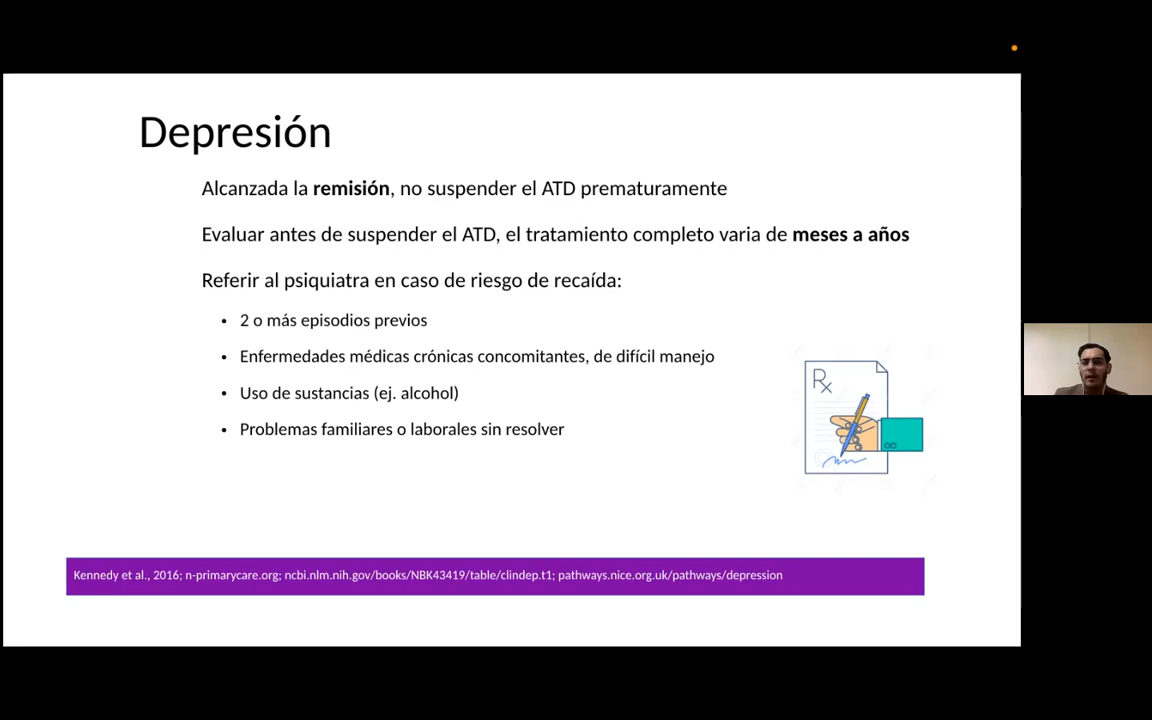 Depresión
Alcanzada la remisión, no suspender el ATD prematuramente
Evaluar antes de suspender el ATD, el tratamiento completo varia de meses a años
Referir al psiquiatra en caso de riesgo de recaída:
• 2 o más episodios previos
• Enfermedades médicas crónicas concomitantes, de difícil manejo
• Uso de sustancias (ej. alcohol)
• Problemas familiares o laborales sin resolver
Rx
Kennedy et al., 2016; n-primarycare.org; ncbi.nlm.nih.gov/books/NBK43419/table/clindep.t1; pathways.nice.org.uk/pathways/depression